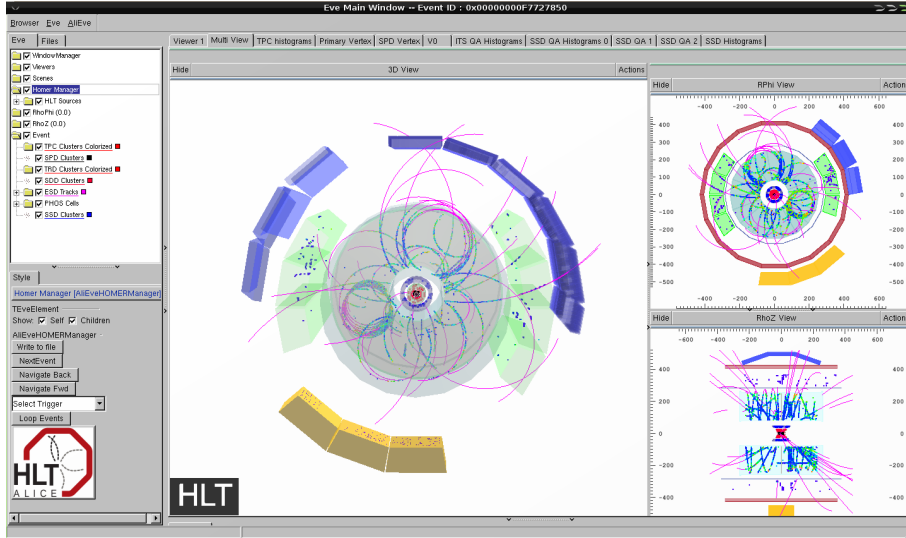 Eve Main Window -- Event ID : 0x00000000F7727850
Browser Eve AliEve
Eve Files
Viewer 1 Multi View TPC histograms Primary Vertex SPD Vertex V0 ITS QA Histograms SSD QA Histograms 0 SSD QA 1 SSD QA 2 SSD Histograms
WindowManager
Viewers
Scenes
Homer Manager
HLT Sources
RhoPhi (0.0)
RhoZ (0.0)
Event
TPC Clusters Colorized
SPD Clusters
TRD Clusters Colorized
SDD Clusters
ESD Tracks
PHOS Cells
SSD Clusters
Style
Homer Manager [AliEveHOMERManager]
TEveElement
Show: Self Children
AliEveHOMERManager
Write to file
NextEvent
Navigate Back
Navigate Fwd
Select Trigger
Loop Events
HLT
ALICE
Hide 3D View Actions
HLT
Hide RPhi View Action
-400 -200 0 200 400 600
400
300
200
100
0
-100
-200
-300
-400
-500
-400 -200 0 200 400 600
Hide RhoZ View Action
-600 -400 -200 0 200 400 600
400
200
0
-200
-400